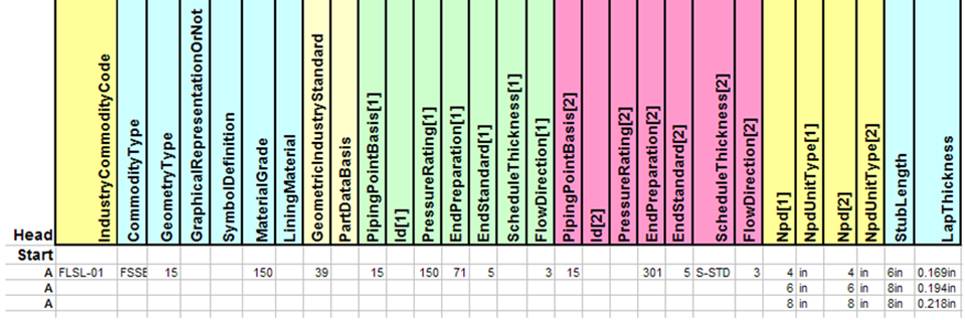 Head IndustryCommodityCode CommodityType GeometryType GraphicalRepresentationOrNot SymbolDefinition MaterialGrade LiningMaterial GeometricIndustryStandard PartDataBasis PipingPointBasis[1] Id[1] PressureRating[1] EndPreparation[1] EndStandard[1] ScheduleThickness[1] FlowDirection[1] PipingPointBasis[2] Id[2] PressureRating[2] EndPreparation[2] EndStandard[2] ScheduleThickness[2] FlowDirection[2] Npd[1] NpdUnitType[1] Npd[2] NpdUnitType[2] StubLength LapThickness
Start
A FLSL-01 FSSE 15 150 39 15 150 71 5 3 15 301 5 S-STD 3 4 in 4 in 6in 0.169in
A 6 in 6 in 8in 0.194in
A 8 in 8 in 8in 0.218in